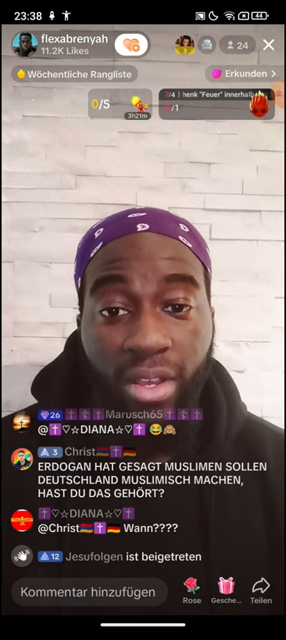 23:38
44
flexabrenyah
11.2K Likes
24
Wöchentliche Rangliste
Erkunden >
0/5
3h21m
henk "Feuer" innerhalb
/1
26 Marusch65
@✝️♡☆DIANA☆♡✝️ 😂🙈
3 Christ🇦🇲✝️🇩🇪
ERDOGAN HAT GESAGT MUSLIMEN SOLLEN
DEUTSCHLAND MUSLIMISCH MACHEN,
HAST DU DAS GEHÖRT?
✝️♡☆DIANA☆♡✝️
@Christ🇦🇲✝️🇩🇪 Wann????
12 Jesufolgen ist beigetreten
Kommentar hinzufügen
Rose
Gesche...
Teilen